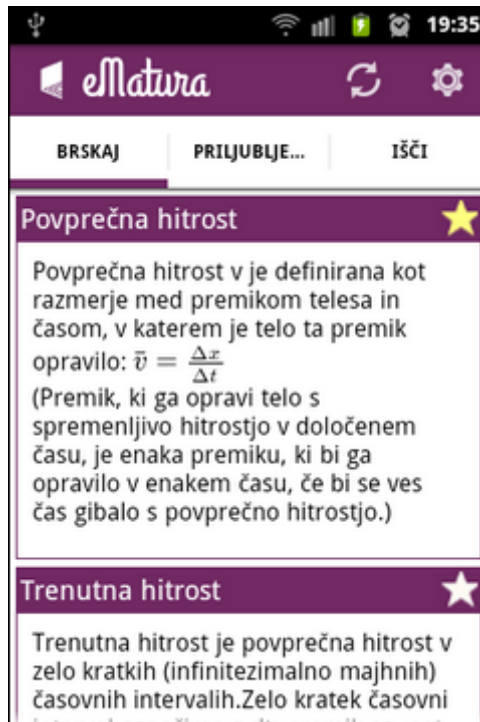 19:35
eMatura
BRSKAJ PRILJUBLJE... IŠČI
Povprečna hitrost
Povprečna hitrost v je definirana kot
razmerje med premikom telesa in
časom, v katerem je telo ta premik
opravilo: v̄ = Δx/Δt
(Premik, ki ga opravi telo s
spremenljivo hitrostjo v določenem
času, je enaka premiku, ki bi ga
opravilo v enakem času, če bi se ves
čas gibalo s povprečno hitrostjo.)
Trenutna hitrost
Trenutna hitrost je povprečna hitrost v
zelo kratkih (infinitezimalno majhnih)
časovnih intervalih.Zelo kratek časovni